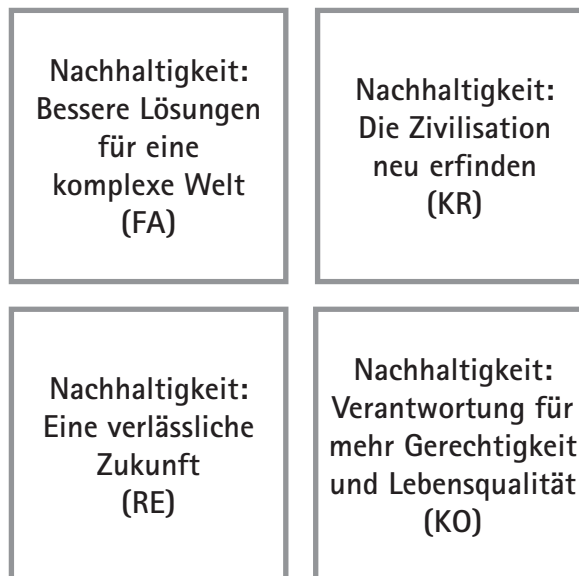 Nachhaltigkeit:
Bessere Lösungen
für eine
komplexe Welt
(FA)
Nachhaltigkeit:
Die Zivilisation
neu erfinden
(KR)
Nachhaltigkeit:
Eine verlässliche
Zukunft
(RE)
Nachhaltigkeit:
Verantwortung für
mehr Gerechtigkeit
und Lebensqualität
(KO)